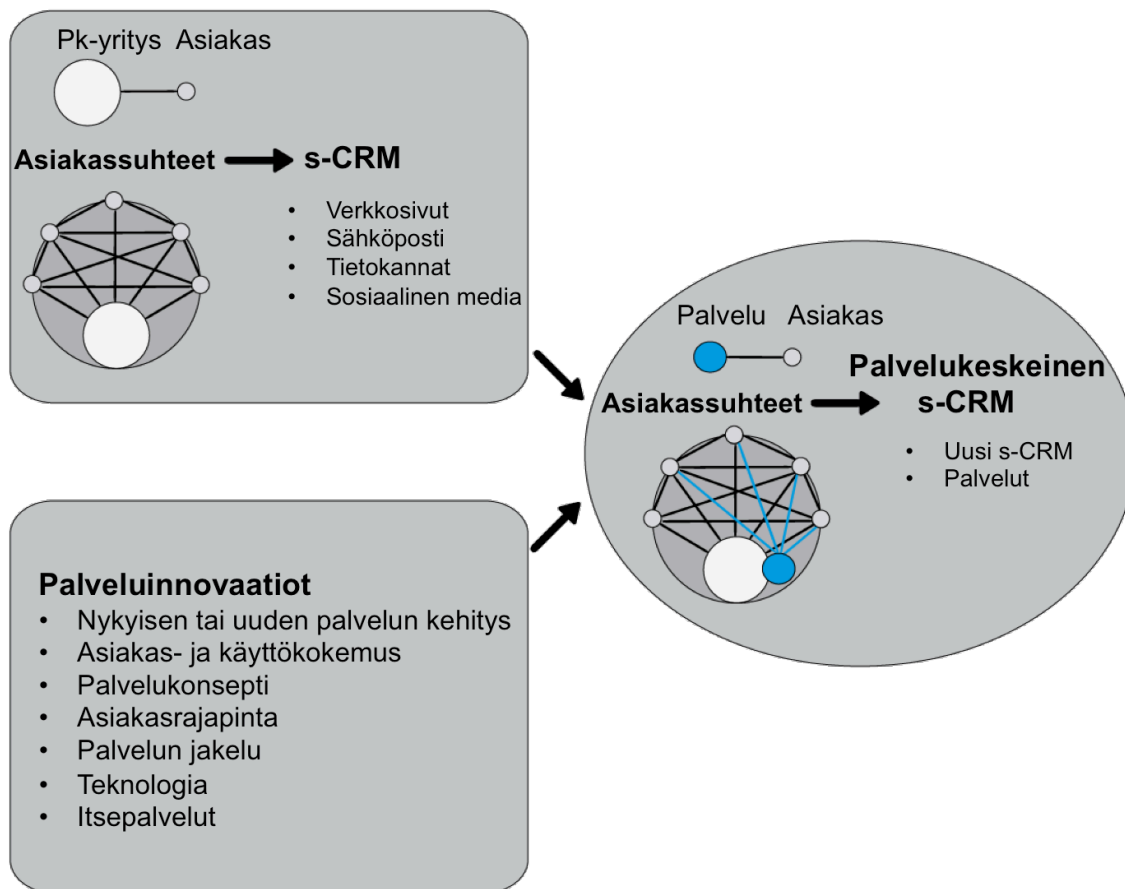 Pk-yritys Asiakas
Asiakassuhteet s-CRM
• Verkkosivut
• Sähköposti
• Tietokannat
• Sosiaalinen media
Palveluinnovaatiot
• Nykyisen tai uuden palvelun kehitys
• Asiakas- ja käyttökokemus
• Palvelukonsepti
• Asiakasrajapinta
• Palvelun jakelu
• Teknologia
• Itsepalvelut
Palvelu Asiakas
Asiakassuhteet
Palvelukeskeinen
s-CRM
• Uusi s-CRM
• Palvelut